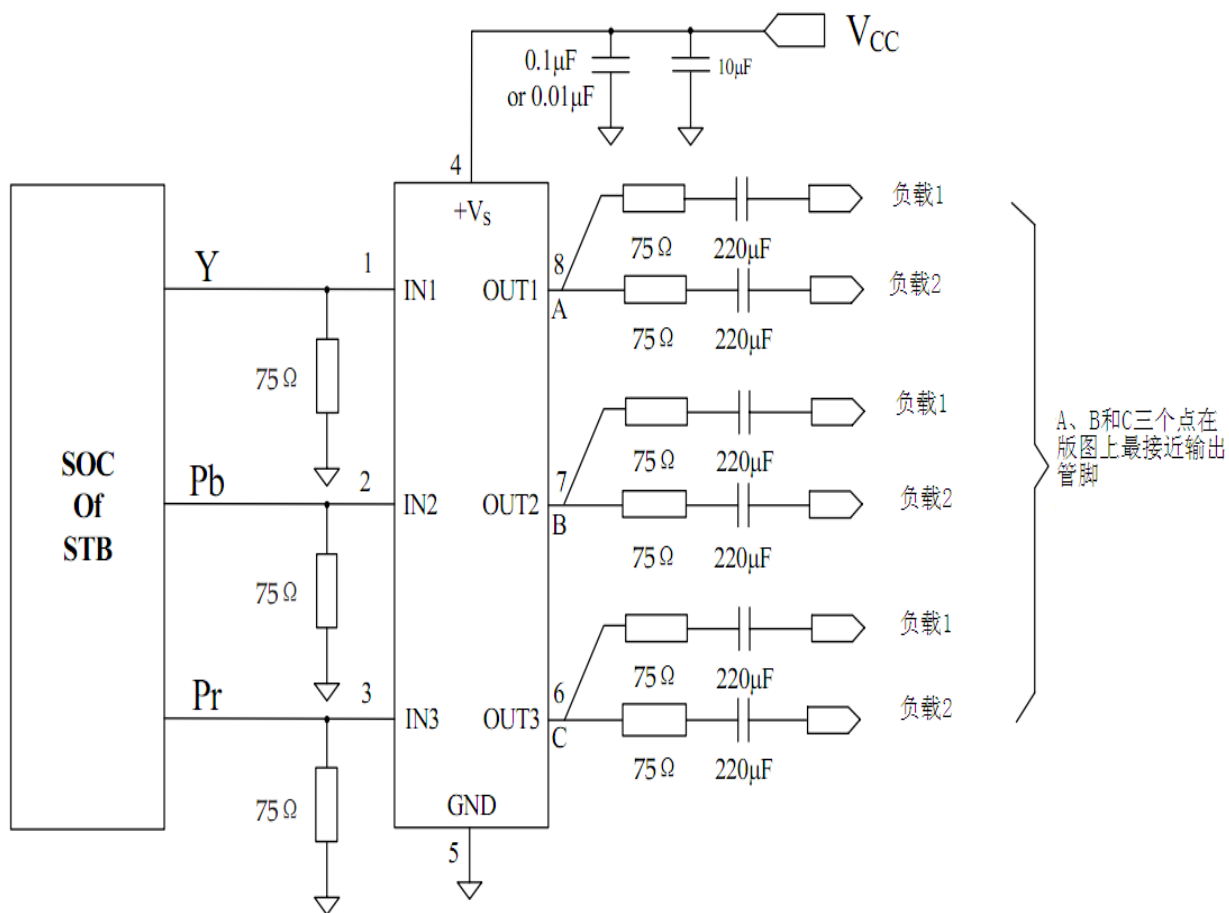 V_CC
0.1μF
or 0.01μF
10μF
4
+V_S
负载1
75Ω
220μF
Y
1
IN1
OUT1
8
A
负载2
75Ω
220μF
75Ω
负载1
75Ω
220μF
SOC
Of
STB
Pb
2
IN2
OUT2
7
B
负载2
75Ω
220μF
75Ω
A、B和C三个点在
版图上最接近输出
管脚
负载1
75Ω
220μF
Pr
3
IN3
OUT3
6
C
负载2
75Ω
220μF
75Ω
GND
5